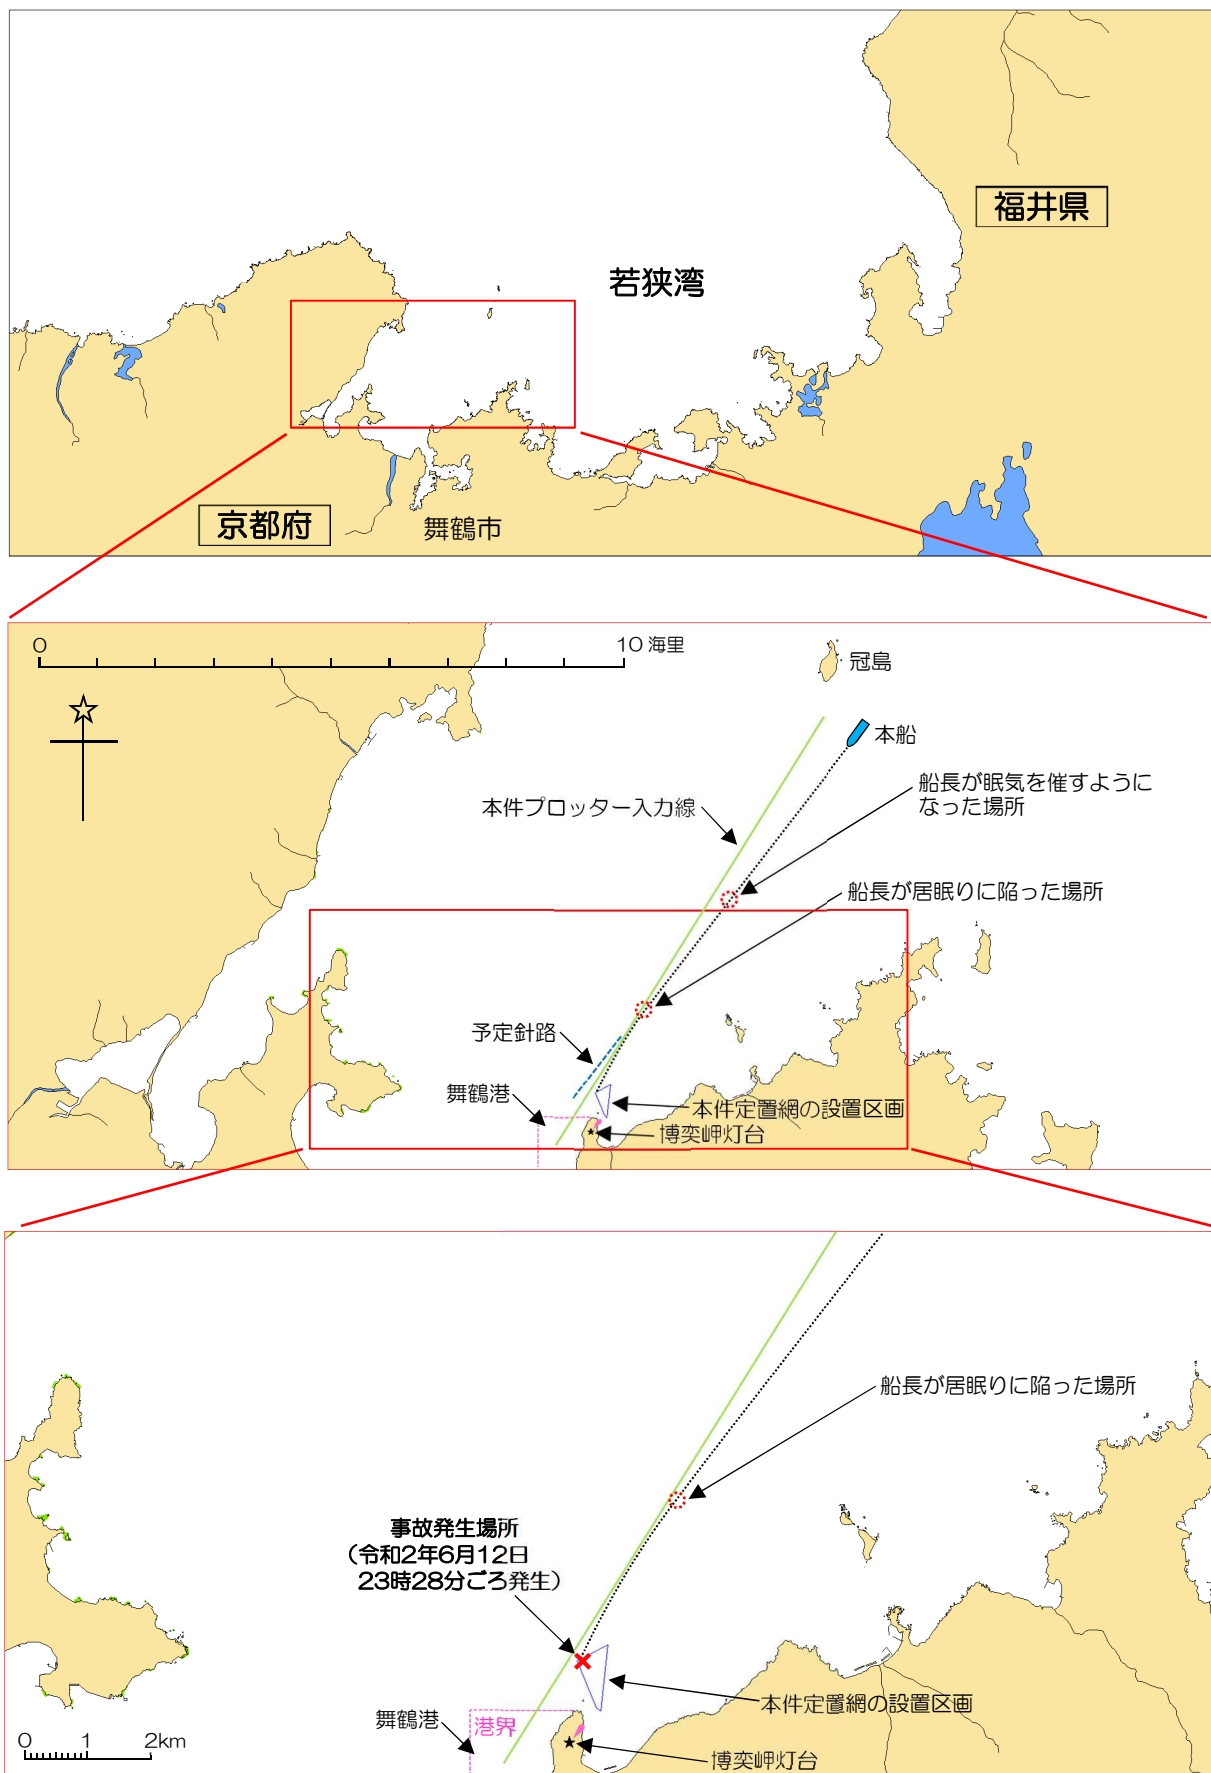 福井県
若狭湾
京都府
舞鶴市
0
10 海里
冠島
本船
船長が眠気を催すように
なった場所
本件プロッター入力線
船長が居眠りに陥った場所
予定針路
舞鶴港
本件定置網の設置区画
博奕岬灯台
船長が居眠りに陥った場所
事故発生場所
(令和2年6月12日
23時28分ごろ発生)
本件定置網の設置区画
舞鶴港
港界
博奕岬灯台
0 1 2km